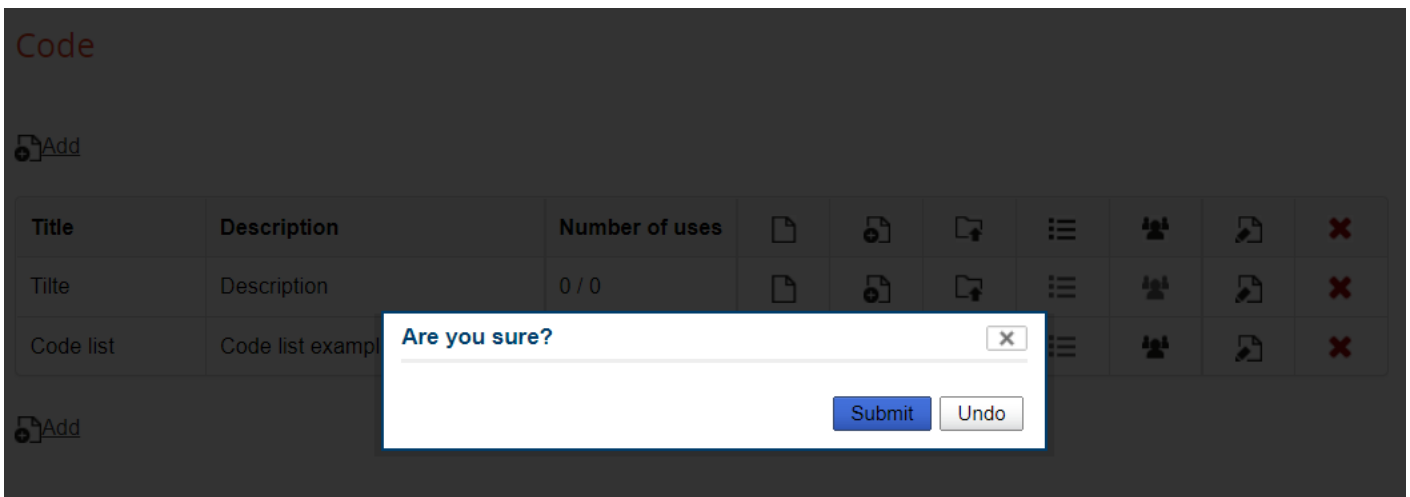 Code
Add
Title Description Number of uses
Tilte Description 0 / 0
Code list Code list exampl
Are you sure?
Submit Undo
Add